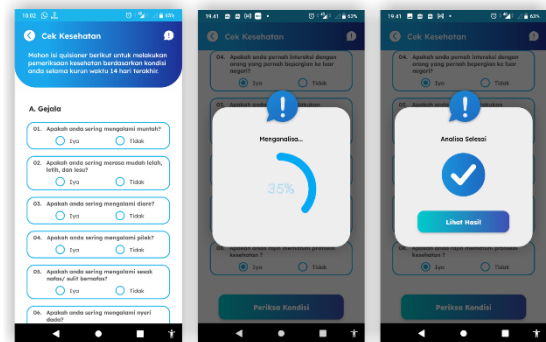 19.02
63%
Cek Kesehatan
Mohon isi quisioner berikut untuk melakukan
pemeriksaan kesehatan berdasarkan kondisi
anda selama kurun waktu 14 hari terakhir.
A. Gejala
01. Apakah anda sering mengalami muntah?
Iya Tidak
02. Apakah anda sering merasa mudah lelah,
letih, dan lesu?
Iya Tidak
03. Apakah anda sering mengalami diare?
Iya Tidak
04. Apakah anda sering mengalami pilek?
Iya Tidak
05. Apakah anda sering mengalami sesak
nafas/ sulit bernafas?
Iya Tidak
06. Apakah anda sering mengalami nyeri
dada?
19.41
63%
Cek Kesehatan
04. Apakah anda pernah interaksi dengan
orang yang pernah bepergian ke luar
negeri?
Iya Tidak
Menganalisa...
35%
kesehatan ?
Iya Tidak
Periksa Kondisi
19.41
63%
Cek Kesehatan
04. Apakah anda pernah interaksi dengan
orang yang pernah bepergian ke luar
negeri?
Iya Tidak
Analisa Selesai
Lihat Hasil
kesehatan ?
Iya Tidak
Periksa Kondisi